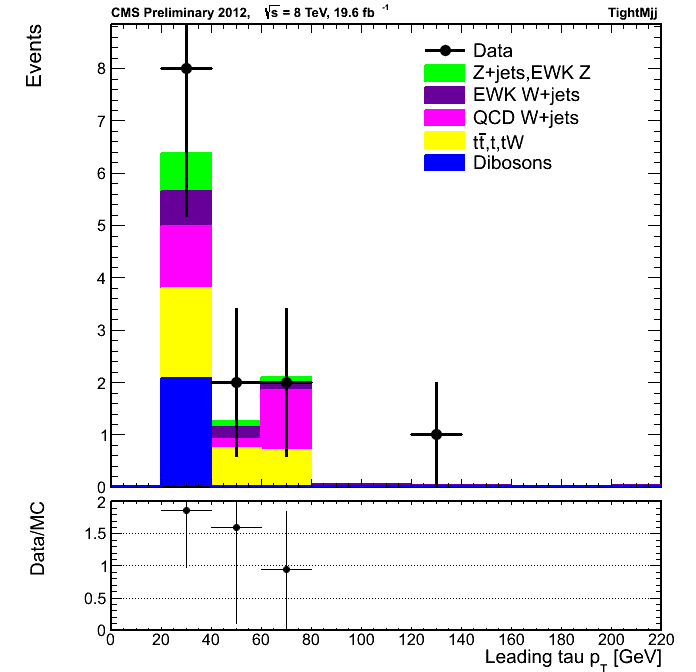 CMS Preliminary 2012, √s = 8 TeV, 19.6 fb⁻¹ TightMjj
Events
8
7
6
5
4
3
2
1
0
Data
Z+jets,EWK Z
EWK W+jets
QCD W+jets
tt̄,t,tW
Dibosons
Data/MC
2
1.5
1
0.5
0
0 20 40 60 80 100 120 140 160 180 200 220
Leading tau p_T [GeV]